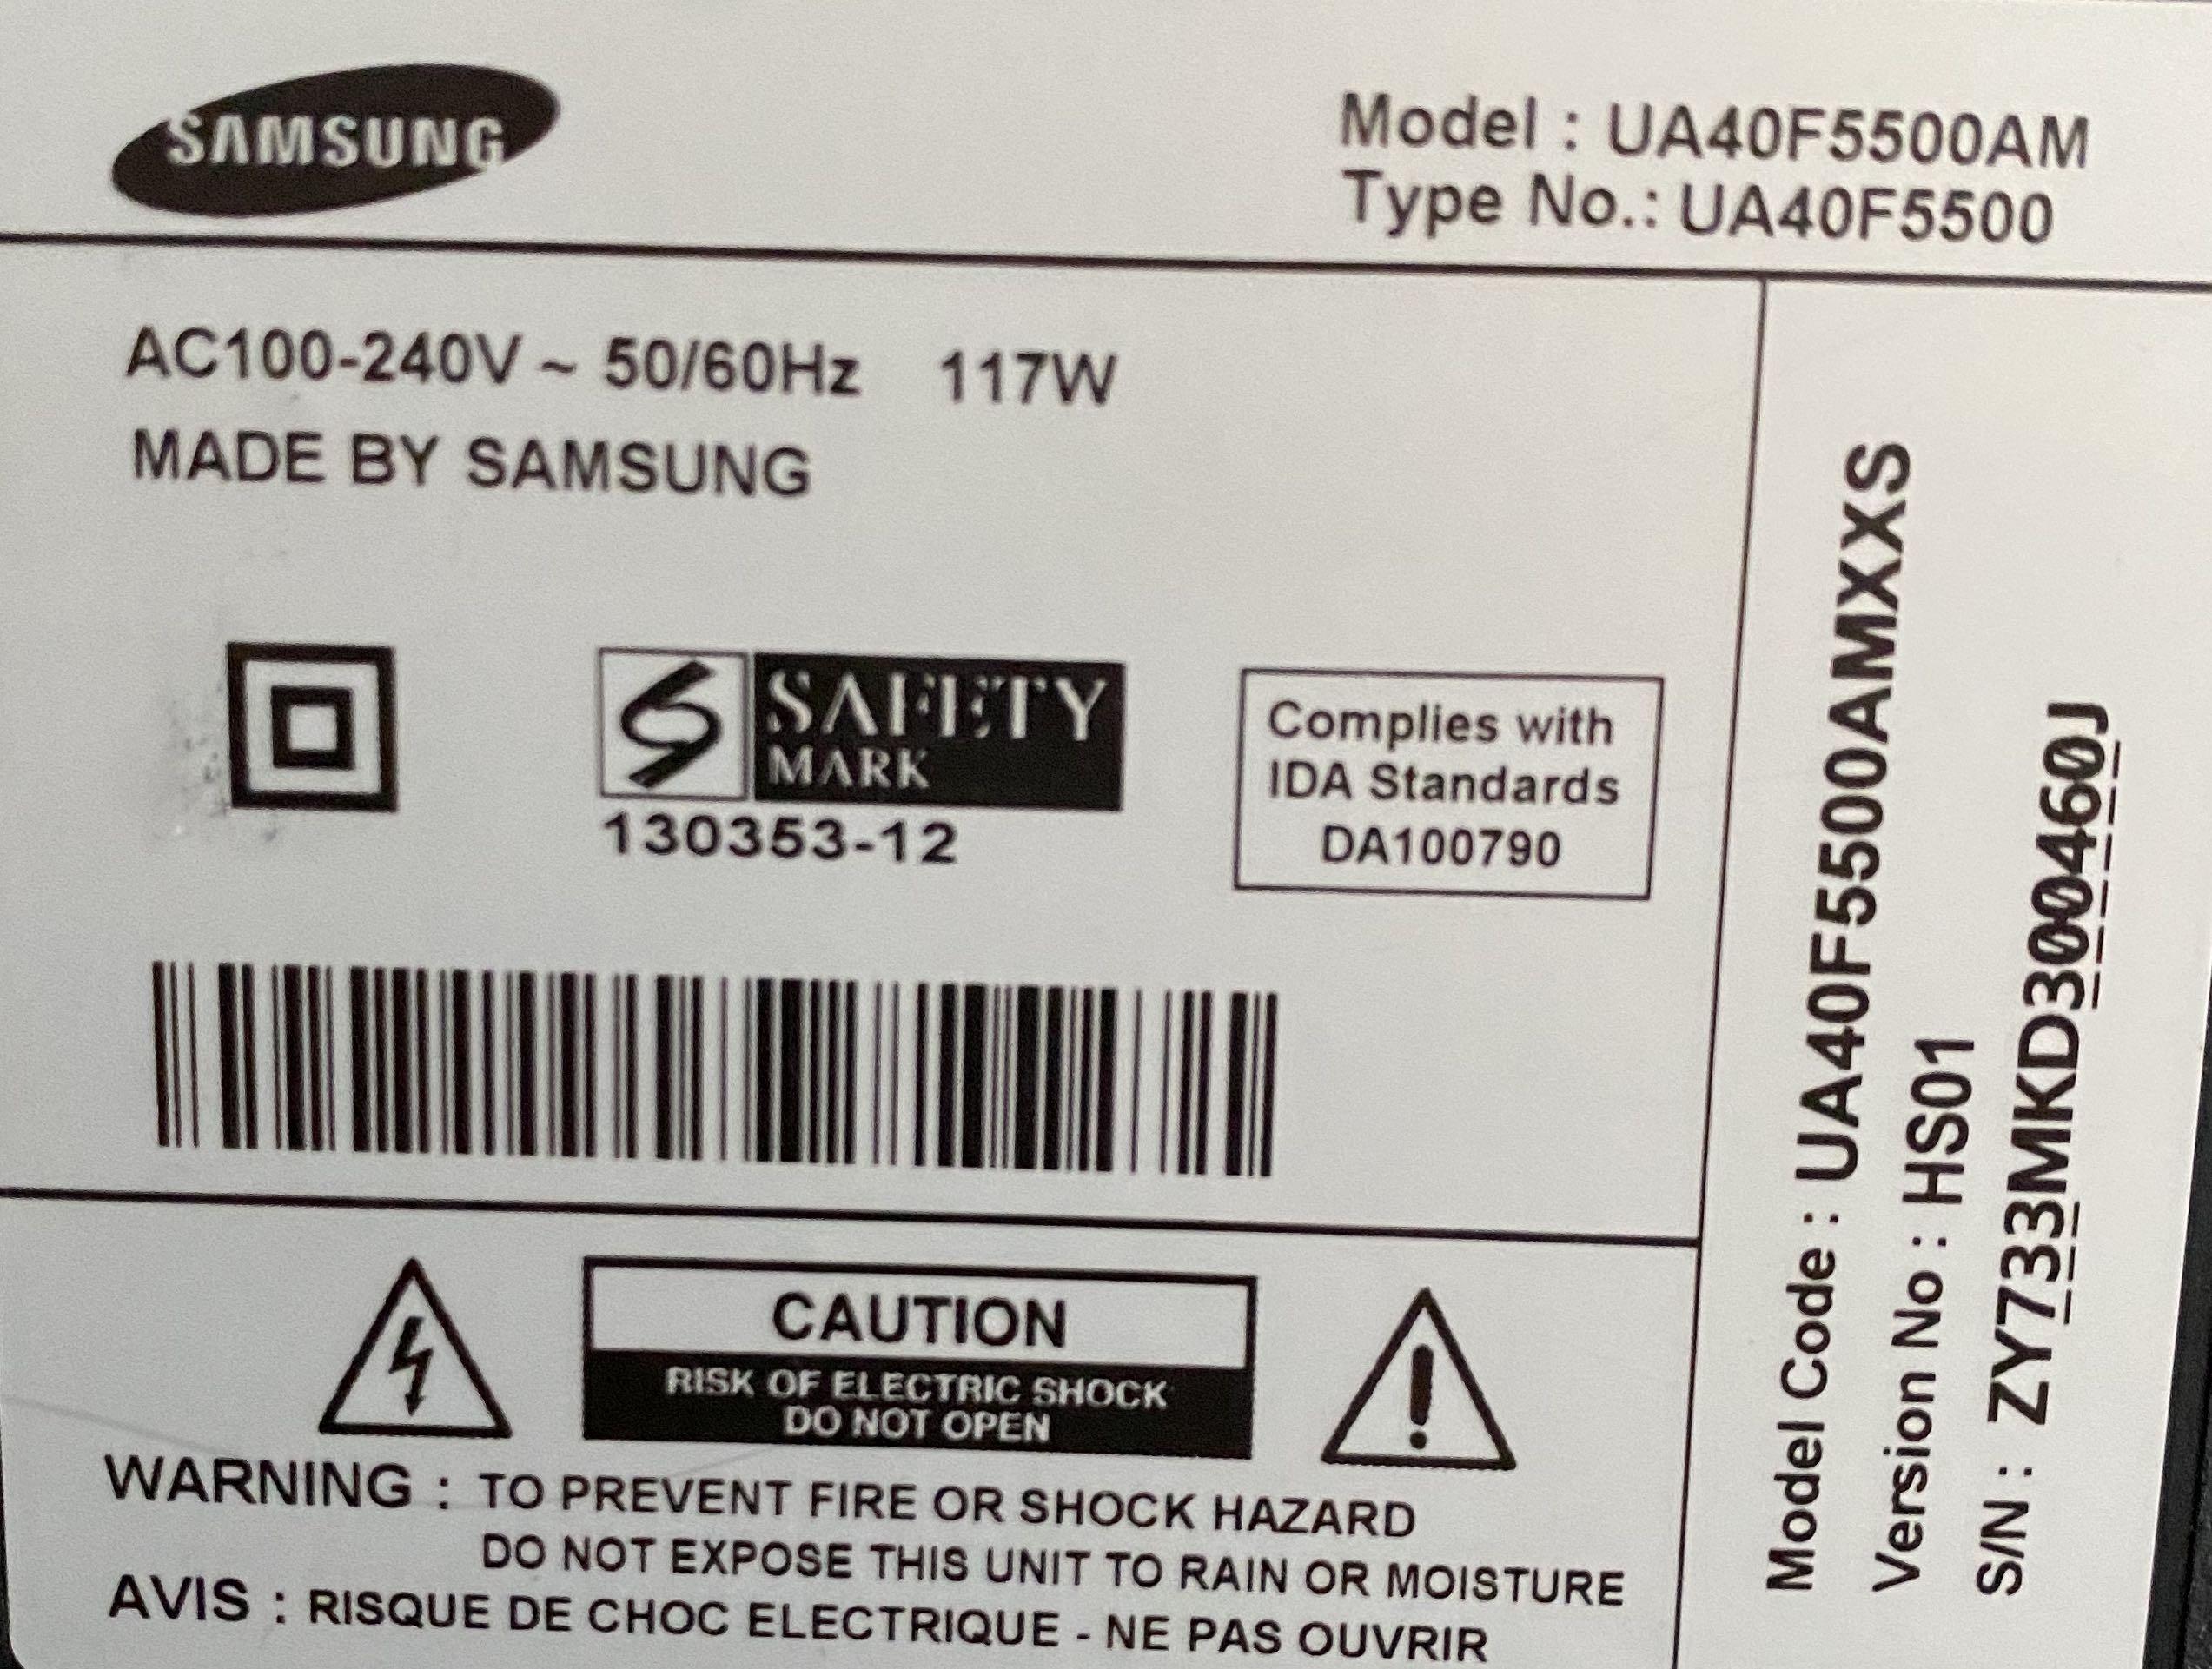 SAMSUNG
Model : UA40F5500AM
Type No.: UA40F5500
AC100-240V ~ 50/60Hz 117W
MADE BY SAMSUNG
SAFETY
MARK
130353-12
Complies with
IDA Standards
DA100790
CAUTION
RISK OF ELECTRIC SHOCK
DO NOT OPEN
WARNING : TO PREVENT FIRE OR SHOCK HAZARD
DO NOT EXPOSE THIS UNIT TO RAIN OR MOISTURE
AVIS : RISQUE DE CHOC ELECTRIQUE - NE PAS OUVRIR
Model Code : UA40F5500AMXXS
Version No : HS01
S/N : ZY733MKD300460J